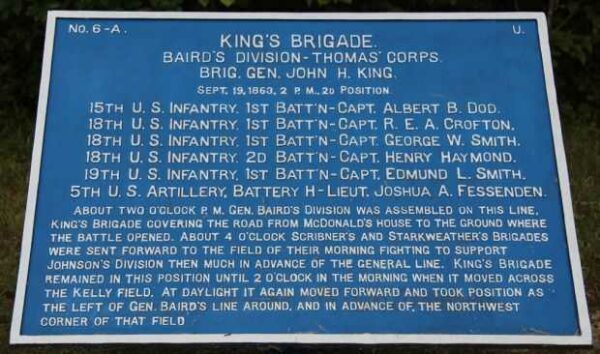 No. 6-A. U.
KING'S BRIGADE.
BAIRD'S DIVISION - THOMAS' CORPS.
BRIG. GEN. JOHN H. KING.
SEPT. 19, 1863, 2 P. M., 2D POSITION.
15TH U. S. INFANTRY, 1ST BATT'N - CAPT. ALBERT B. DOD.
18TH U. S. INFANTRY, 1ST BATT'N - CAPT. R. E. A. CROFTON.
18TH U. S. INFANTRY, 1ST BATT'N - CAPT. GEORGE W. SMITH.
18TH U. S. INFANTRY, 2D BATT'N - CAPT. HENRY HAYMOND.
19TH U. S. INFANTRY, 1ST BATT'N - CAPT. EDMUND L. SMITH.
5TH U. S. ARTILLERY, BATTERY H - LIEUT. JOSHUA A. FESSENDEN.
ABOUT TWO O'CLOCK P. M. GEN. BAIRD'S DIVISION WAS ASSEMBLED ON THIS LINE,
KING'S BRIGADE COVERING THE ROAD FROM MCDONALD'S HOUSE TO THE GROUND WHERE
THE BATTLE OPENED. ABOUT 4 O'CLOCK SCRIBNER'S AND STARKWEATHER'S BRIGADES
WERE SENT FORWARD TO THE FIELD OF THEIR MORNING FIGHTING TO SUPPORT
JOHNSON'S DIVISION THEN MUCH IN ADVANCE OF THE GENERAL LINE. KING'S BRIGADE
REMAINED IN THIS POSITION UNTIL 2 O'CLOCK IN THE MORNING WHEN IT MOVED ACROSS
THE KELLY FIELD. AT DAYLIGHT IT AGAIN MOVED FORWARD AND TOOK POSITION AS
THE LEFT OF GEN. BAIRD'S LINE AROUND, AND IN ADVANCE OF, THE NORTHWEST
CORNER OF THAT FIELD